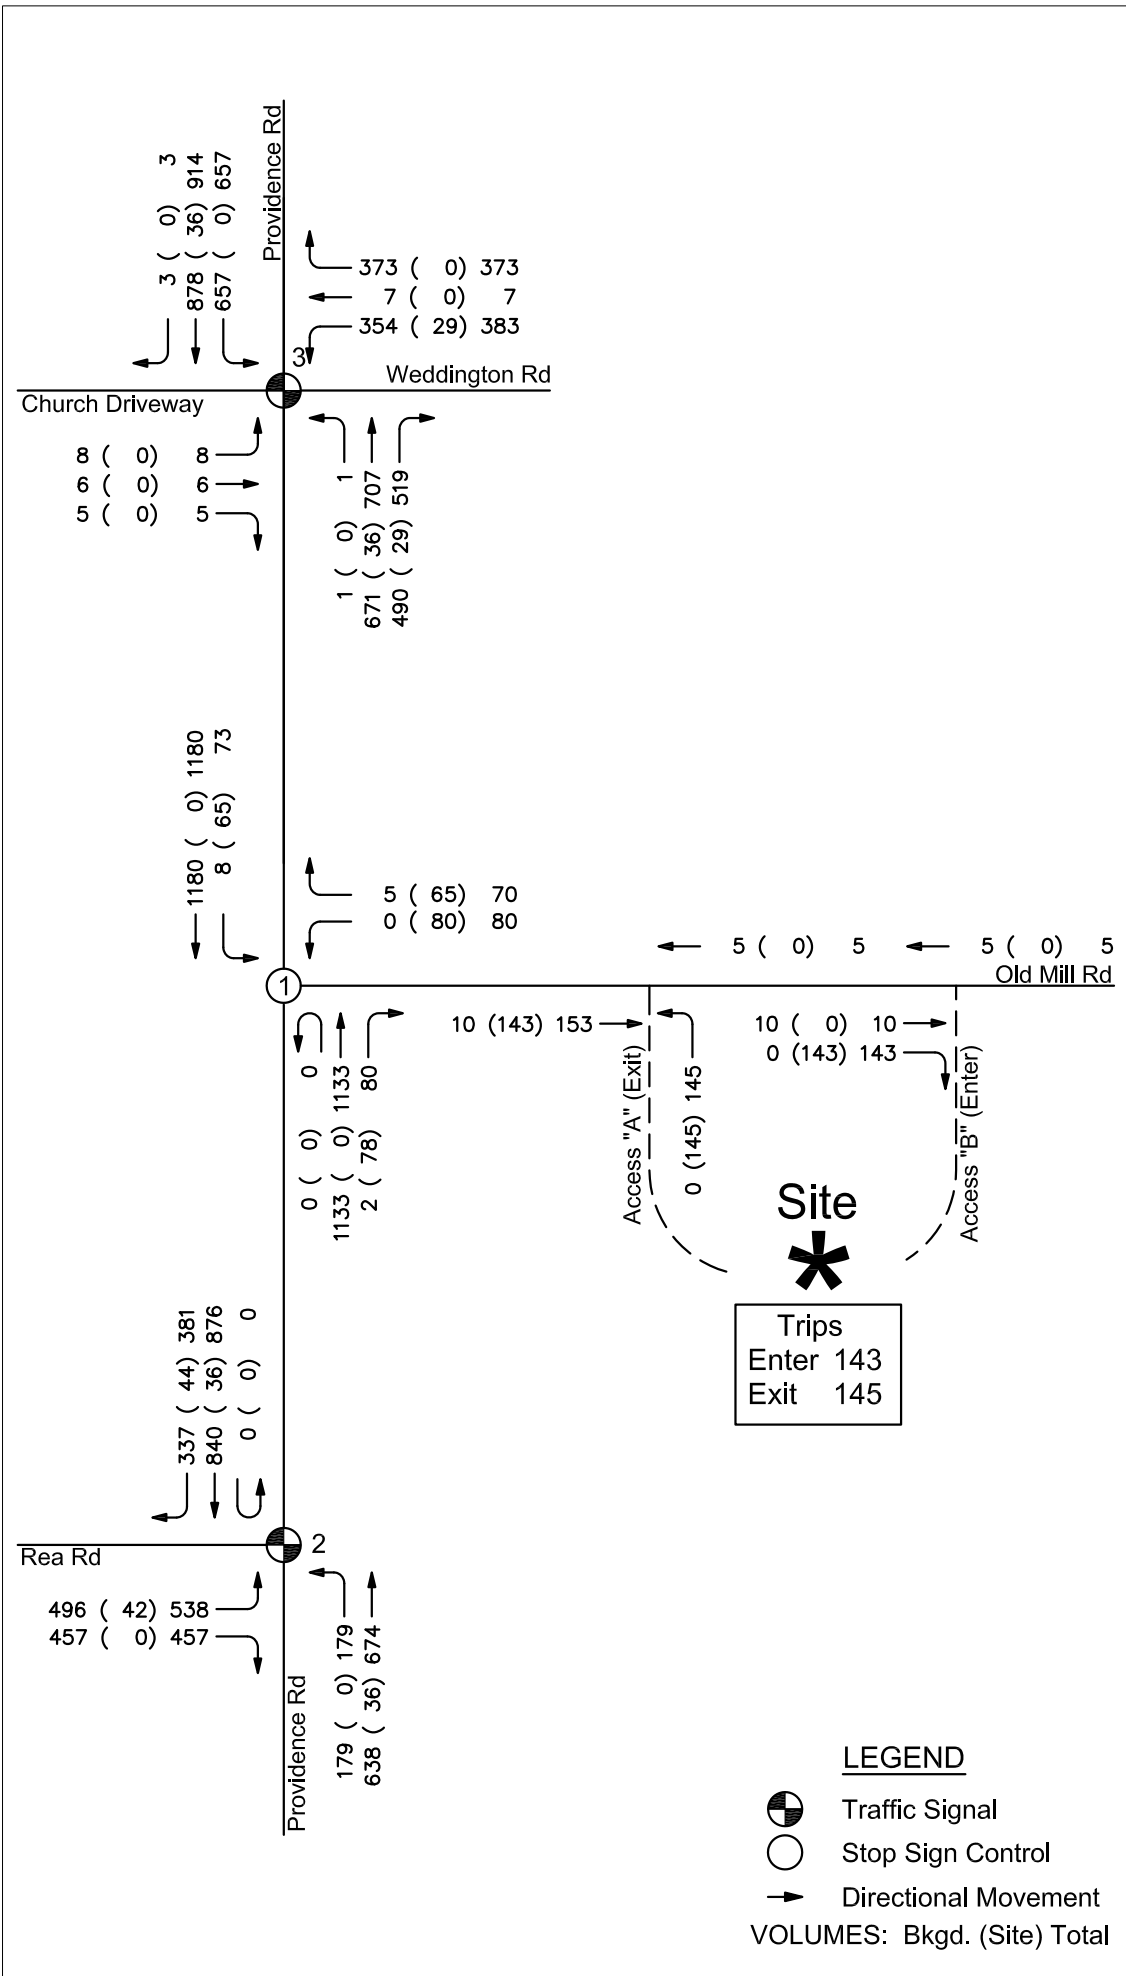 Providence Rd
3 ( 0) 3
878 ( 36) 914
657 ( 0) 657
373 ( 0) 373
7 ( 0) 7
354 ( 29) 383
3
Weddington Rd
Church Driveway
8 ( 0) 8
6 ( 0) 6
5 ( 0) 5
1 ( 0) 1
671 ( 36) 707
490 ( 29) 519
1180 ( 0) 1180
8 ( 65) 73
5 ( 65) 70
0 ( 80) 80
5 ( 0) 5
5 ( 0) 5
Old Mill Rd
1
10 (143) 153
10 ( 0) 10
0 (143) 143
0 ( 0) 0
1133 ( 0) 1133
2 ( 78) 80
Access "A" (Exit)
0 (145) 145
Access "B" (Enter)
Site
Trips
Enter 143
Exit 145
337 ( 44) 381
840 ( 36) 876
0 ( 0) 0
2
Rea Rd
496 ( 42) 538
457 ( 0) 457
179 ( 0) 179
638 ( 36) 674
Providence Rd
LEGEND
Traffic Signal
Stop Sign Control
Directional Movement
VOLUMES: Bkgd. (Site) Total